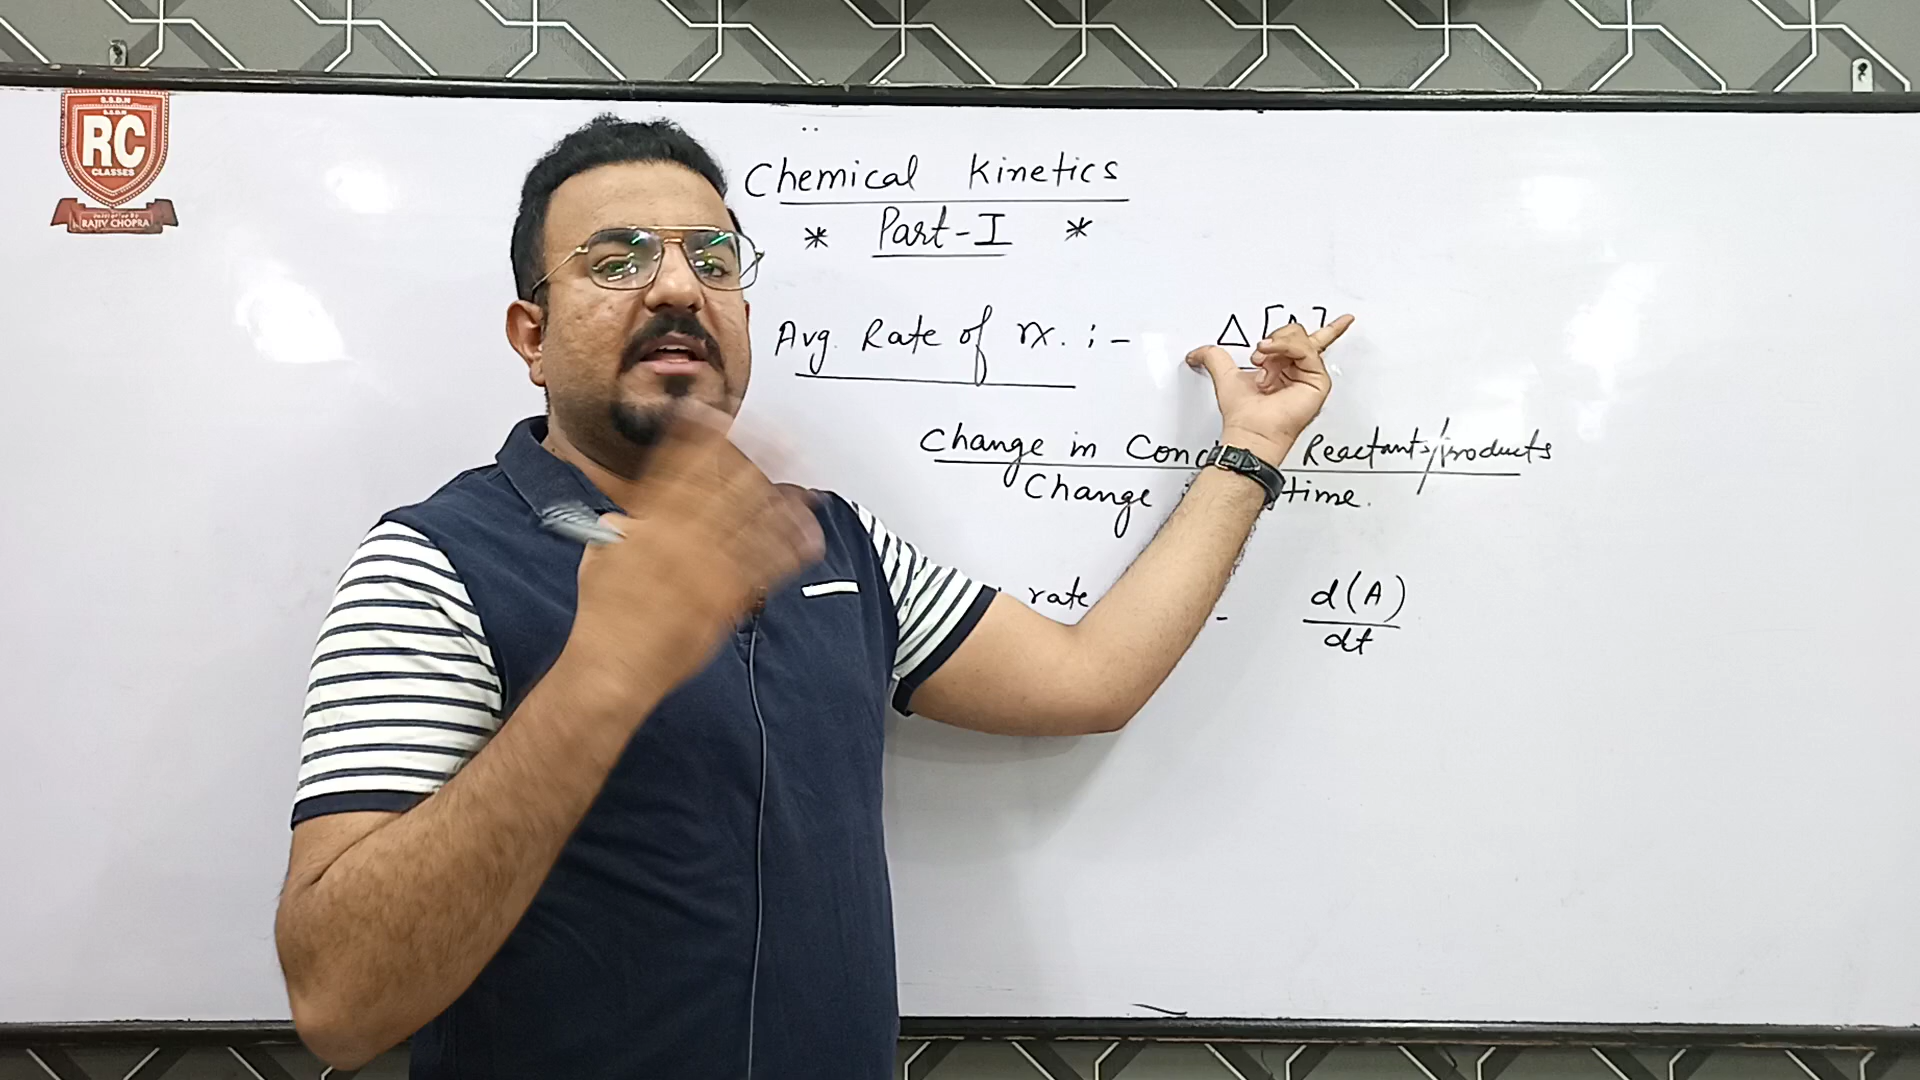 S.S.D.N
RC
CLASSES
RAJIV CHOPRA
Chemical Kinetics
* Part-I *
Avg. Rate of rx. :- Δ[A]
Change in Conc Reactants/products
Change time.
rate - d(A)
dt